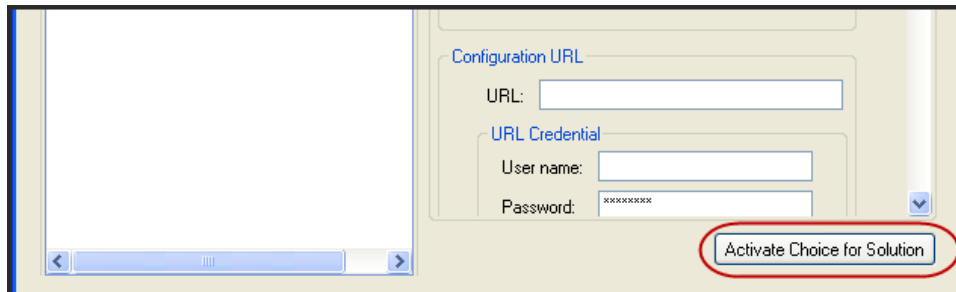 Configuration URL
URL:
URL Credential
User name:
Password: ********
Activate Choice for Solution